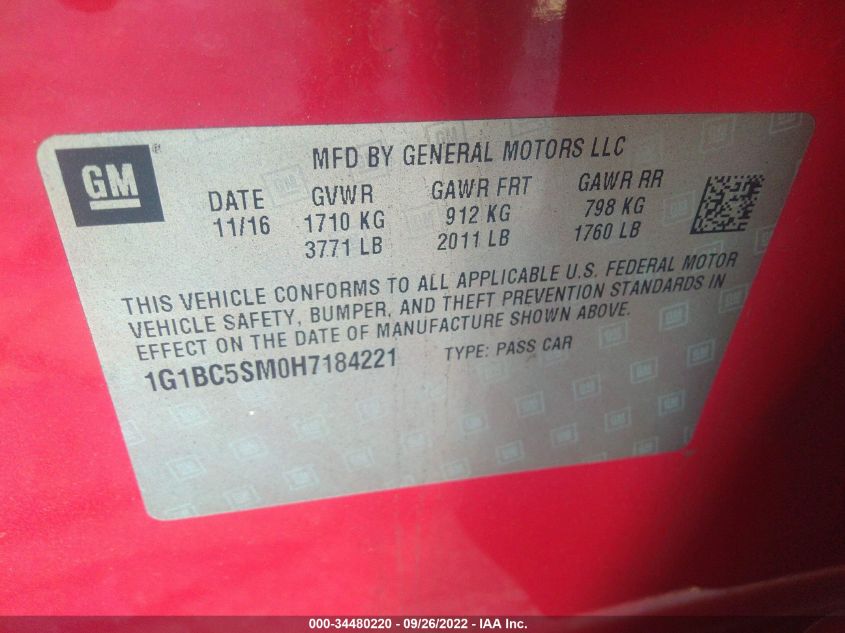 GM®
MFD BY GENERAL MOTORS LLC
DATE GVWR GAWR FRT GAWR RR
11/16 1710 KG 912 KG 798 KG
3771 LB 2011 LB 1760 LB
THIS VEHICLE CONFORMS TO ALL APPLICABLE U.S. FEDERAL MOTOR
VEHICLE SAFETY, BUMPER, AND THEFT PREVENTION STANDARDS IN
EFFECT ON THE DATE OF MANUFACTURE SHOWN ABOVE.
1G1BC5SM0H7184221 TYPE: PASS CAR
000-34480220 - 09/26/2022 - IAA Inc.